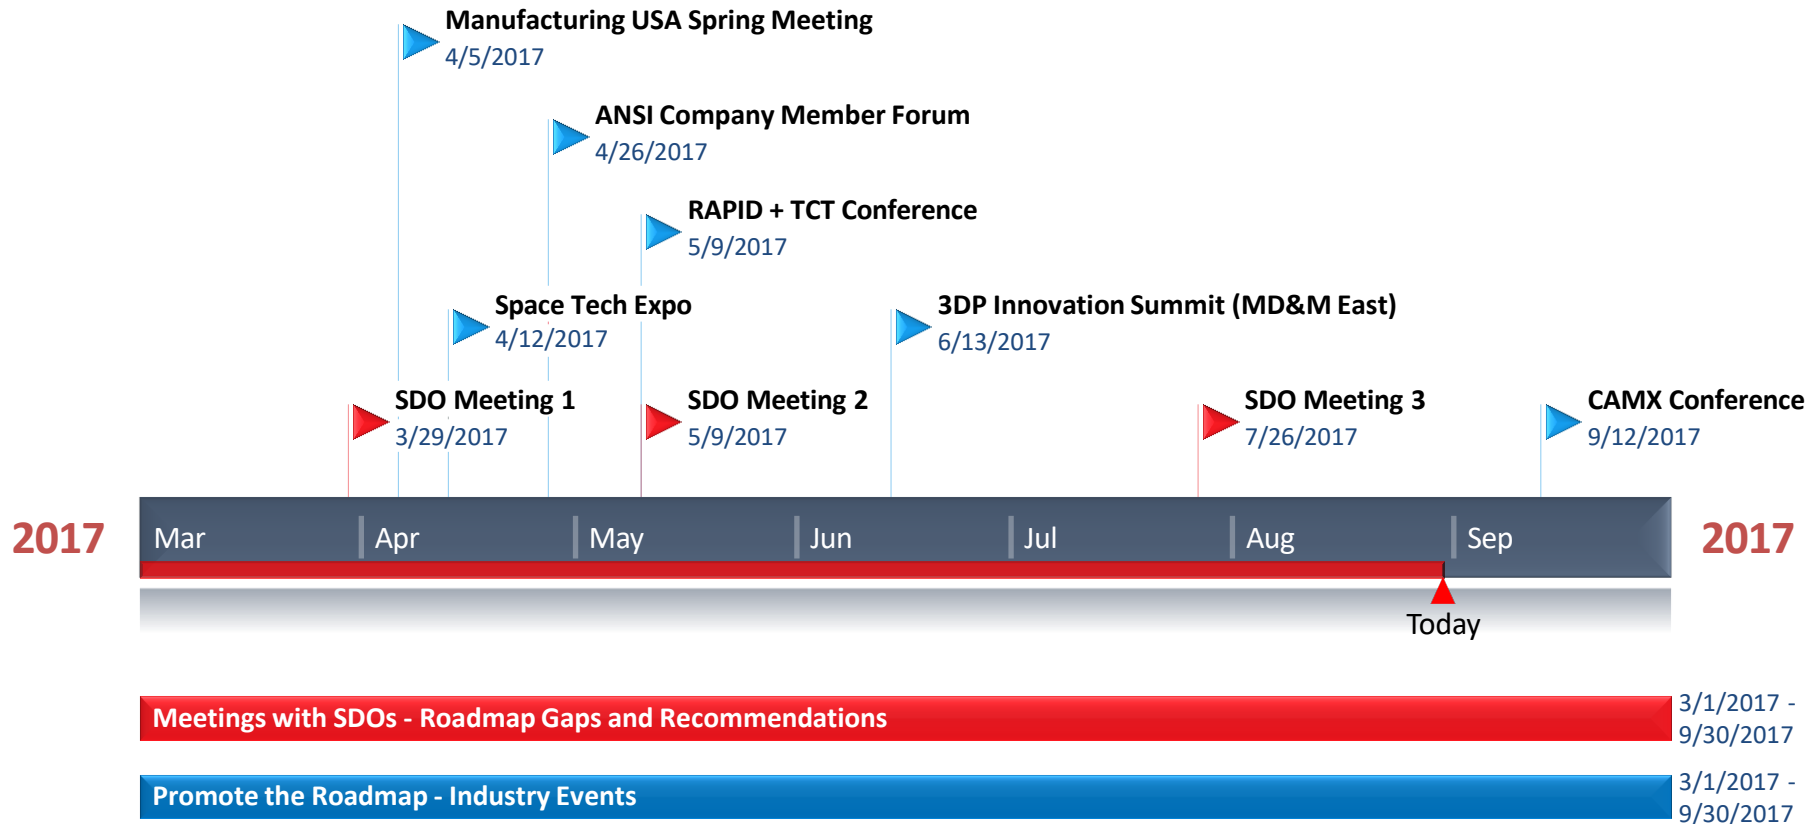 Manufacturing USA Spring Meeting
4/5/2017
ANSI Company Member Forum
4/26/2017
RAPID + TCT Conference
5/9/2017
Space Tech Expo
4/12/2017
3DP Innovation Summit (MD&M East)
6/13/2017
SDO Meeting 1
3/29/2017
SDO Meeting 2
5/9/2017
SDO Meeting 3
7/26/2017
CAMX Conference
9/12/2017
2017 Mar Apr May Jun Jul Aug Sep 2017
Today
Meetings with SDOs - Roadmap Gaps and Recommendations
3/1/2017 -
9/30/2017
Promote the Roadmap - Industry Events
3/1/2017 -
9/30/2017